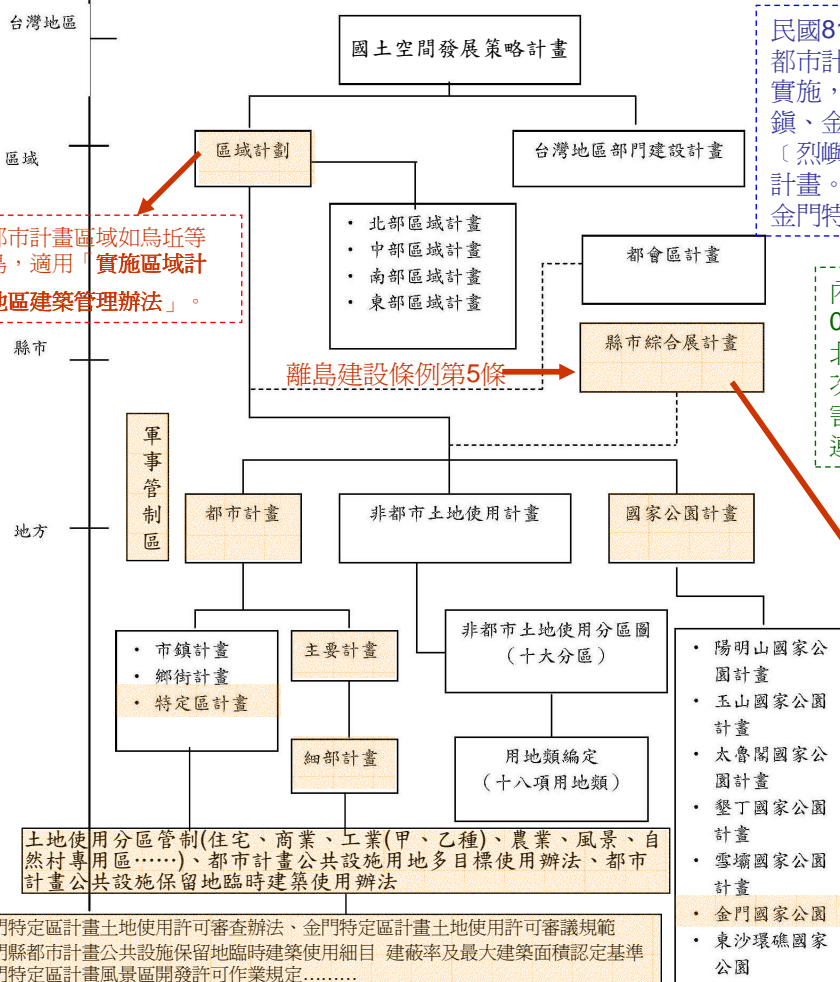 台灣地區
國土空間發展策略計畫
民國81
都市計
實施，
鎮、金
﹝烈嶼
計畫。
金門特
區域
區域計劃
台灣地區部門建設計畫
都市計畫區域如烏坵等
島，適用「實施區域計
地區建築管理辦法」。
• 北部區域計畫
• 中部區域計畫
• 南部區域計畫
• 東部區域計畫
都會區計畫
0
北
害
縣市
離島建設條例第5條
縣市綜合展計畫
軍
事
管
制
區
地方
都市計畫
非都市土地使用計畫
國家公園計畫
• 市鎮計畫
• 鄉街計畫
• 特定區計畫
主要計畫
細部計畫
非都市土地使用分區圖
（十大分區）
用地類編定
（十八項用地類）
• 陽明山國家公
園計畫
• 玉山國家公園
計畫
• 太魯閣國家公
園計畫
• 墾丁國家公園
計畫
• 雪壩國家公園
計畫
• 金門國家公園
• 東沙環礁國家
公園
土地使用分區管制(住宅、商業、工業(甲、乙種)、農業、風景、自
然村專用區……)、都市計畫公共設施用地多目標使用辦法、都市
計畫公共設施保留地臨時建築使用辦法
門特定區計畫土地使用許可審查辦法、金門特定區計畫土地使用許可審議規範
門縣都市計畫公共設施保留地臨時建築使用細目 建蔽率及最大建築面積認定基準
門特定區計畫風景區開發許可作業規定………